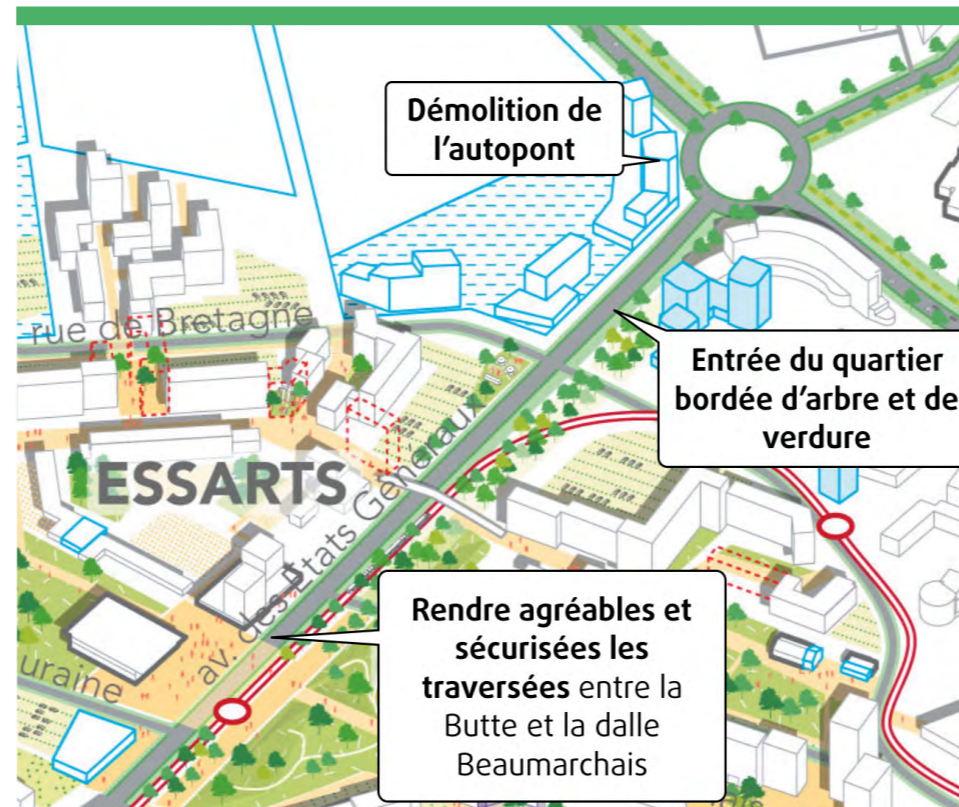 Démolition de
l'autopont
rue de Bretagne
Entrée du quartier
bordée d'arbre et de
verdure
ESSARTS
av. des Etats Généraux
Rendre agréables et
sécurisées les
traversées entre la
Butte et la dalle
Beaumarchais
uraine